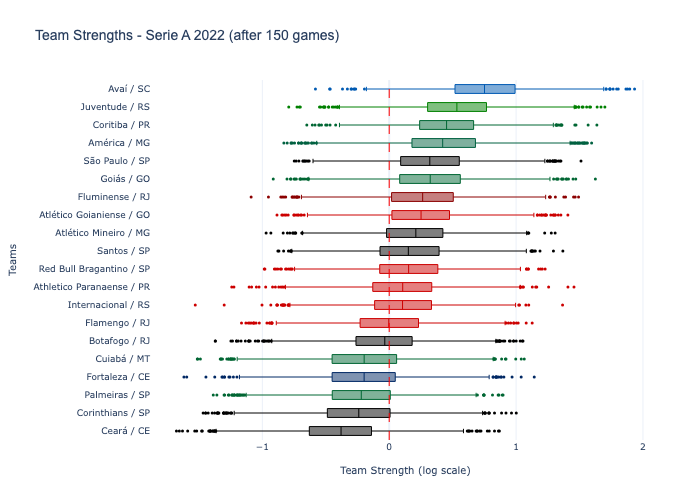 Team Strengths - Serie A 2022 (after 150 games)
Avaí / SC
Juventude / RS
Coritiba / PR
América / MG
São Paulo / SP
Goiás / GO
Fluminense / RJ
Atlético Goianiense / GO
Atlético Mineiro / MG
Santos / SP
Red Bull Bragantino / SP
Athletico Paranaense / PR
Internacional / RS
Flamengo / RJ
Botafogo / RJ
Cuiabá / MT
Fortaleza / CE
Palmeiras / SP
Corinthians / SP
Ceará / CE
Teams
−1 0 1 2
Team Strength (log scale)